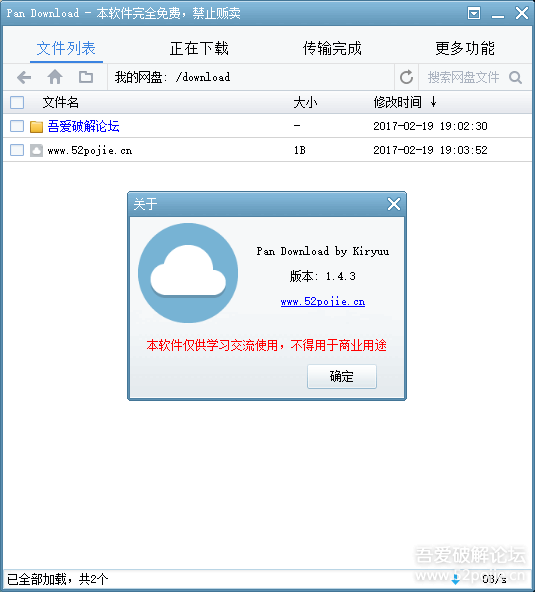 Pan Download - 本软件完全免费，禁止贩卖
文件列表 正在下载 传输完成 更多功能
我的网盘: /download 搜索网盘文件
文件名 大小 修改时间 ↓
吾爱破解论坛 - 2017-02-19 19:02:30
www.52pojie.cn 1B 2017-02-19 19:03:52
关于
Pan Download by Kiryuu
版本: 1.4.3
www.52pojie.cn
本软件仅供学习交流使用，不得用于商业用途
确定
吾爱破解论坛
www.52pojie.cn
已全部加载，共2个 0B/s